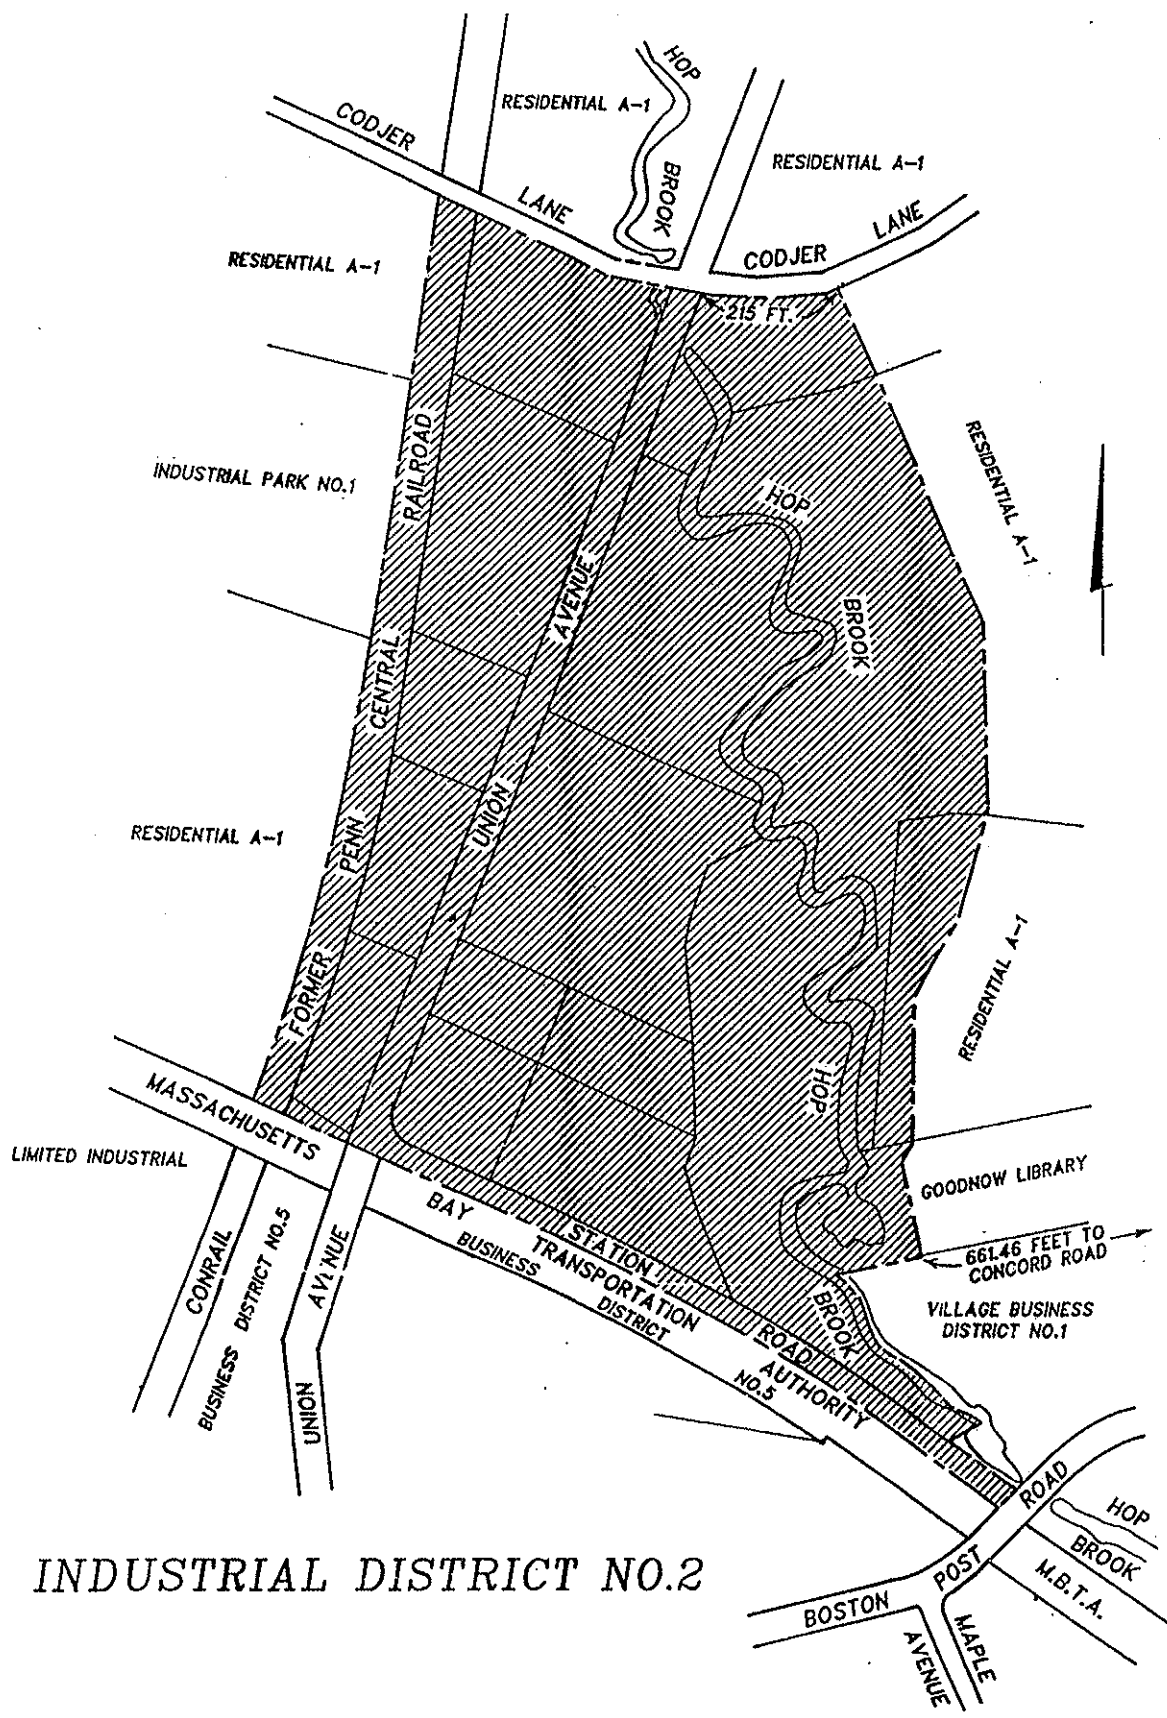 HOP
BROOK
RESIDENTIAL A-1
CODJER
LANE
RESIDENTIAL A-1
CODJER
LANE
RESIDENTIAL A-1
215 FT.
RESIDENTIAL A-1
INDUSTRIAL PARK NO.1
HOP
BROOK
FORMER
PENN
CENTRAL
RAILROAD
UNION
AVENUE
RESIDENTIAL A-1
RESIDENTIAL A-1
HOP
BROOK
MASSACHUSETTS
BAY
TRANSPORTATION
AUTHORITY
STATION
ROAD
LIMITED INDUSTRIAL
GOODNOW LIBRARY
661.46 FEET TO
CONCORD ROAD
VILLAGE BUSINESS
DISTRICT NO.1
BUSINESS
DISTRICT
NO.5
CONRAIL
BUSINESS DISTRICT NO.5
UNION
AVENUE
BOSTON
POST
ROAD
HOP
BROOK
M.B.T.A.
MAPLE
AVENUE
INDUSTRIAL DISTRICT NO.2